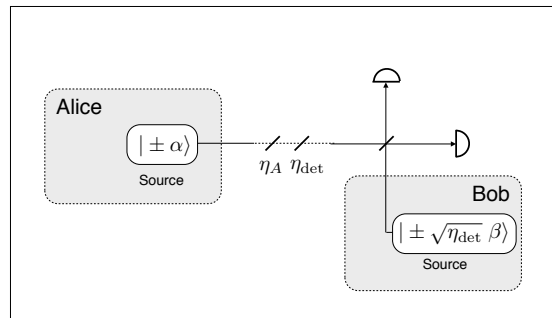 Alice
| ± α⟩
Source
η_A η_det
Bob
| ± √η_det β⟩
Source